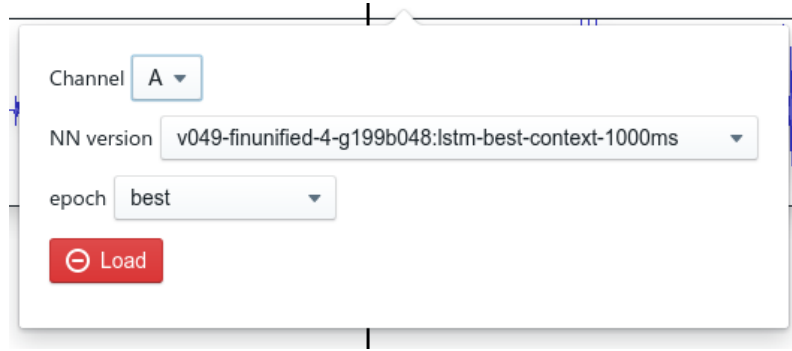 Channel A
NN version v049-finunified-4-g199b048:lstm-best-context-1000ms
epoch best
Load